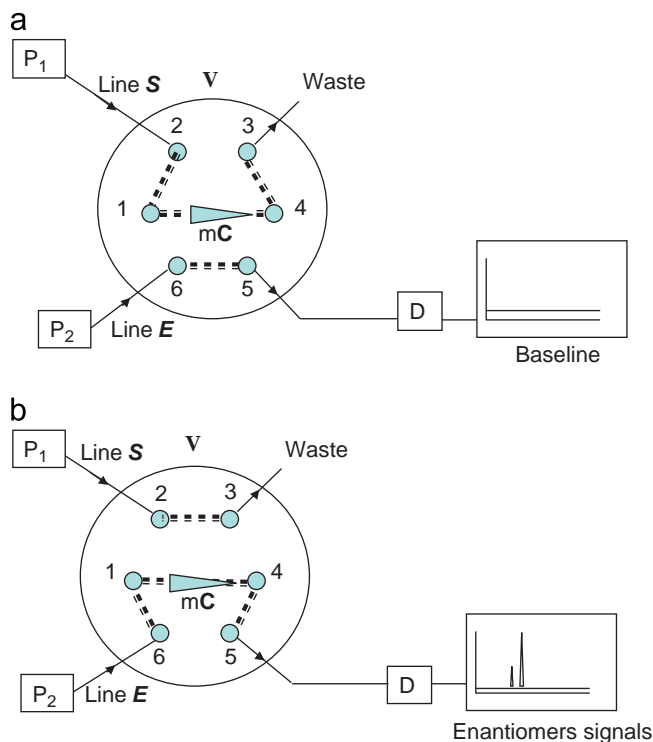 a
P1
Line S
V
Waste
2
3
1
4
mC
6
5
P2
Line E
D
Baseline
b
P1
Line S
V
Waste
2
3
1
4
mC
6
5
P2
Line E
D
Enantiomers signals